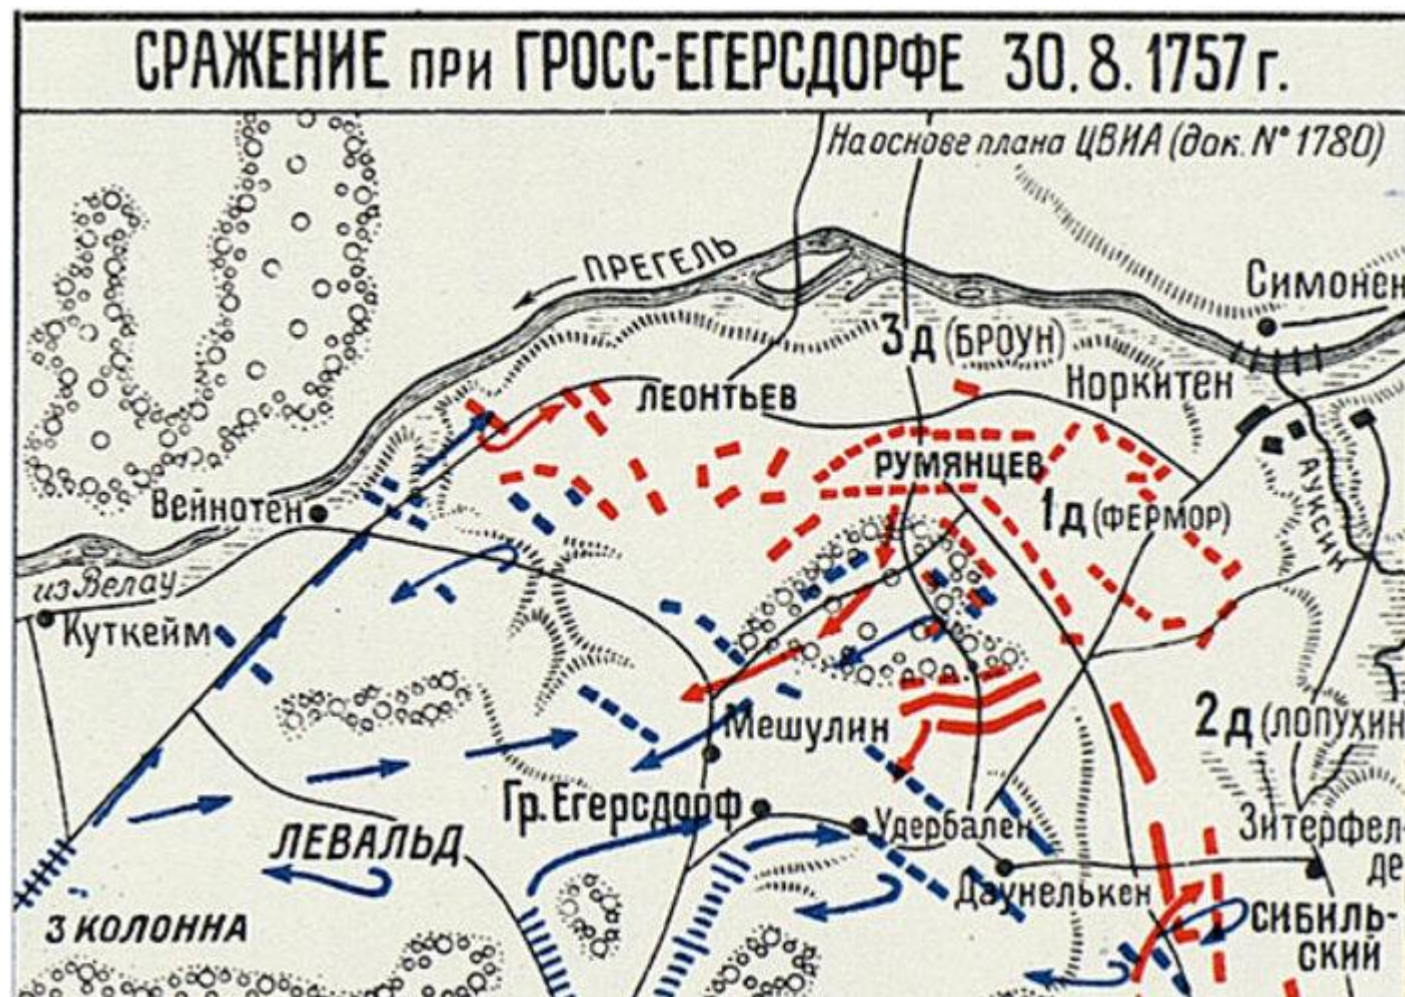 СРАЖЕНИЕ ПРИ ГРОСС-ЕГЕРСДОРФЕ 30.8.1757г.
На основе плана ЦВИА (док. № 1780)
ПРЕГЕЛЬ
Симонен
3д (БРОУН)
Норкитен
ЛЕОНТЬЕВ
РУМЯНЦЕВ
Ауксин
Вейнотен
1д (ФЕРМОР)
из Велау
Куткейм
Мешулин
2д (ЛОПУХИН
Гр. Егерсдорф
Удербален
Зитерфель-
де
ЛЕВАЛЬД
Даунелькен
3 КОЛОННА
СИБИЛЬ-
СКИЙ